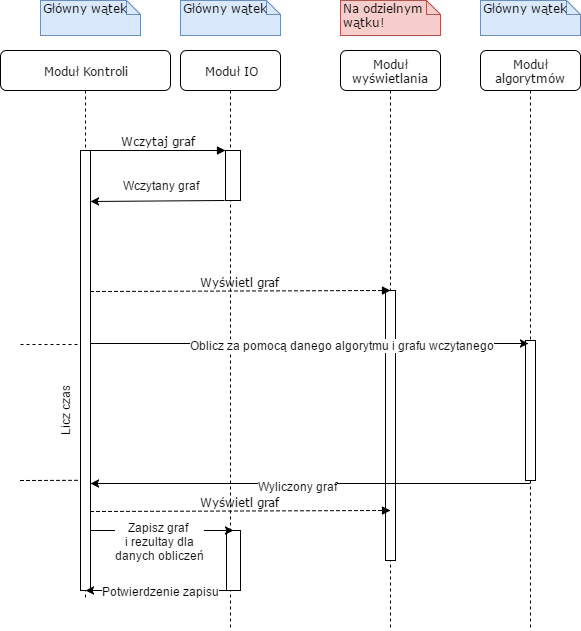 Główny wątek
Główny wątek
Na odzielnym
wątku!
Główny wątek
Moduł Kontroli
Moduł IO
Moduł
wyświetlania
Moduł
algorytmów
Wczytaj graf
Wczytany graf
Wyświetl graf
Oblicz za pomocą danego algorytmu i grafu wczytanego
Licz czas
Wyliczony graf
Wyświetl graf
Zapisz graf
i rezultay dla
danych obliczeń
Potwierdzenie zapisu